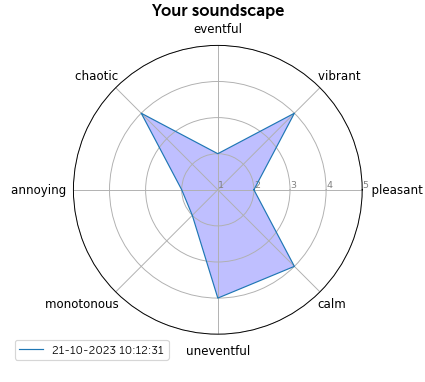 Your soundscape
eventful
chaotic
vibrant
annoying
1
2
3
4
5
pleasant
monotonous
calm
uneventful
21-10-2023 10:12:31